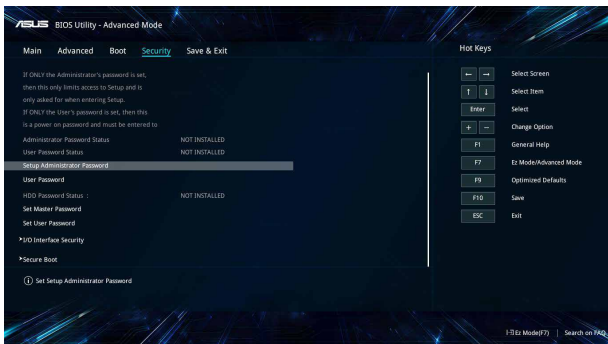 ASUS BIOS Utility - Advanced Mode
Main Advanced Boot Security Save & Exit
Hot Keys
If ONLY the Administrator's password is set,
then this only limits access to Setup and is
only asked for when entering Setup.
If ONLY the User's password is set, then this
is a power on password and must be entered to
Administrator Password Status NOT INSTALLED
User Password Status NOT INSTALLED
Setup Administrator Password
User Password
HDD Password Status : NOT INSTALLED
Set Master Password
Set User Password
I/O Interface Security
Secure Boot
Set Setup Administrator Password
← → Select Screen
↑ ↓ Select Item
Enter Select
+ - Change Option
F1 General Help
F7 Ez Mode/Advanced Mode
F9 Optimized Defaults
F10 Save
ESC Exit
Ez Mode(F7) | Search on FAQ